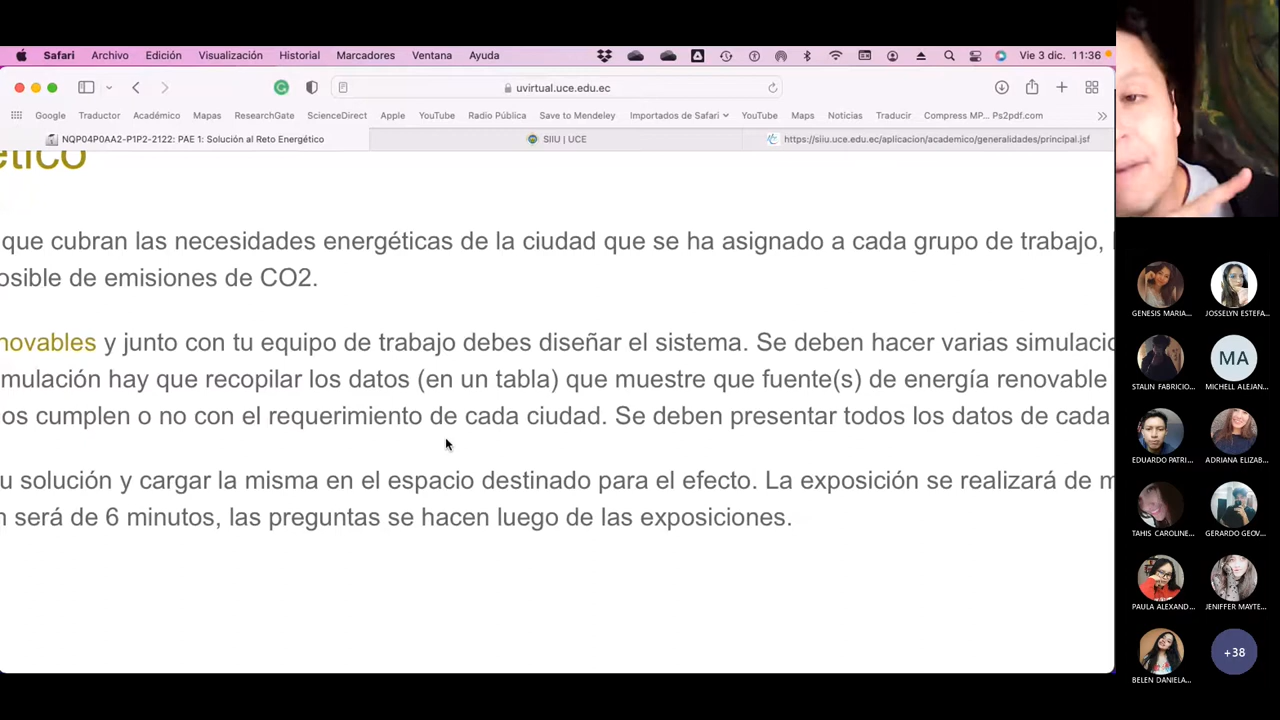 Safari Archivo Edición Visualización Historial Marcadores Ventana Ayuda Vie 3 dic. 11:36
uvirtual.uce.edu.ec
Google Traductor Académico Mapas ResearchGate ScienceDirect Apple YouTube Radio Pública Save to Mendeley Importados de Safari YouTube Maps Noticias Traducir Compress MP... Ps2pdf.com
NQP04P0AA2-P1P2-2122: PAE 1: Solución al Reto Energético SIIU | UCE https://siiu.uce.edu.ec/aplicacion/academico/generalidades/principal.jsf
ético
que cubran las necesidades energéticas de la ciudad que se ha asignado a cada grupo de trabajo,
osible de emisiones de CO2.
novables y junto con tu equipo de trabajo debes diseñar el sistema. Se deben hacer varias simulacio
mulación hay que recopilar los datos (en un tabla) que muestre que fuente(s) de energía renovable
os cumplen o no con el requerimiento de cada ciudad. Se deben presentar todos los datos de cada
u solución y cargar la misma en el espacio destinado para el efecto. La exposición se realizará de m
n será de 6 minutos, las preguntas se hacen luego de las exposiciones.
GENESIS MARIA... JOSSELYN ESTEFA...
MA
STALIN FABRICIO... MICHELL ALEJAN...
EDUARDO PATRI... ADRIANA ELIZAB...
TAHIS CAROLINE... GERARDO GEOV...
PAULA ALEXAND... JENIFFER MAYTE...
+38
BELEN DANIELA...